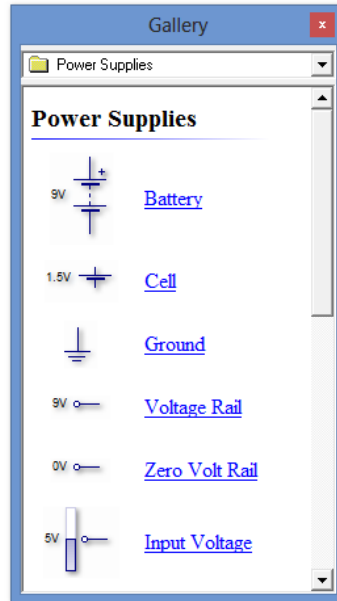 Gallery
x
Power Supplies
Power Supplies
+
9V
Battery
1.5V
Cell
Ground
9V
Voltage Rail
0V
Zero Volt Rail
5V
Input Voltage